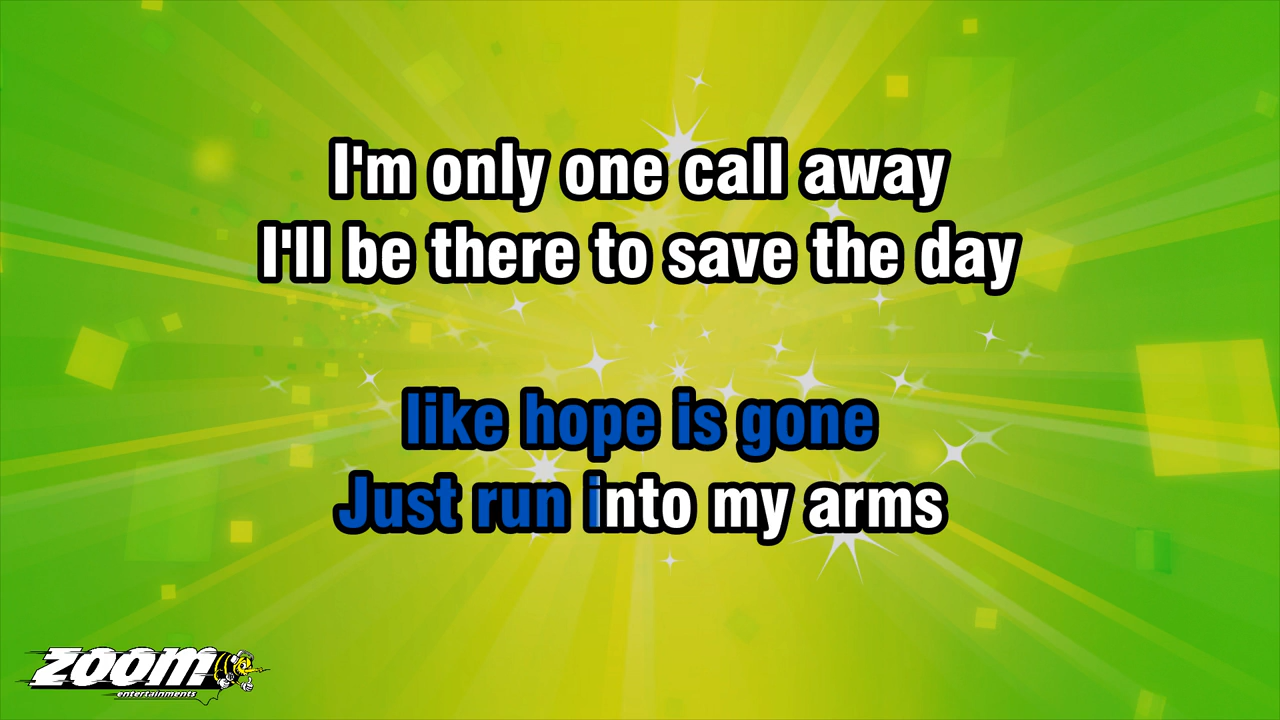 I'm only one call away
I'll be there to save the day
like hope is gone
Just run into my arms
zoom
entertainments